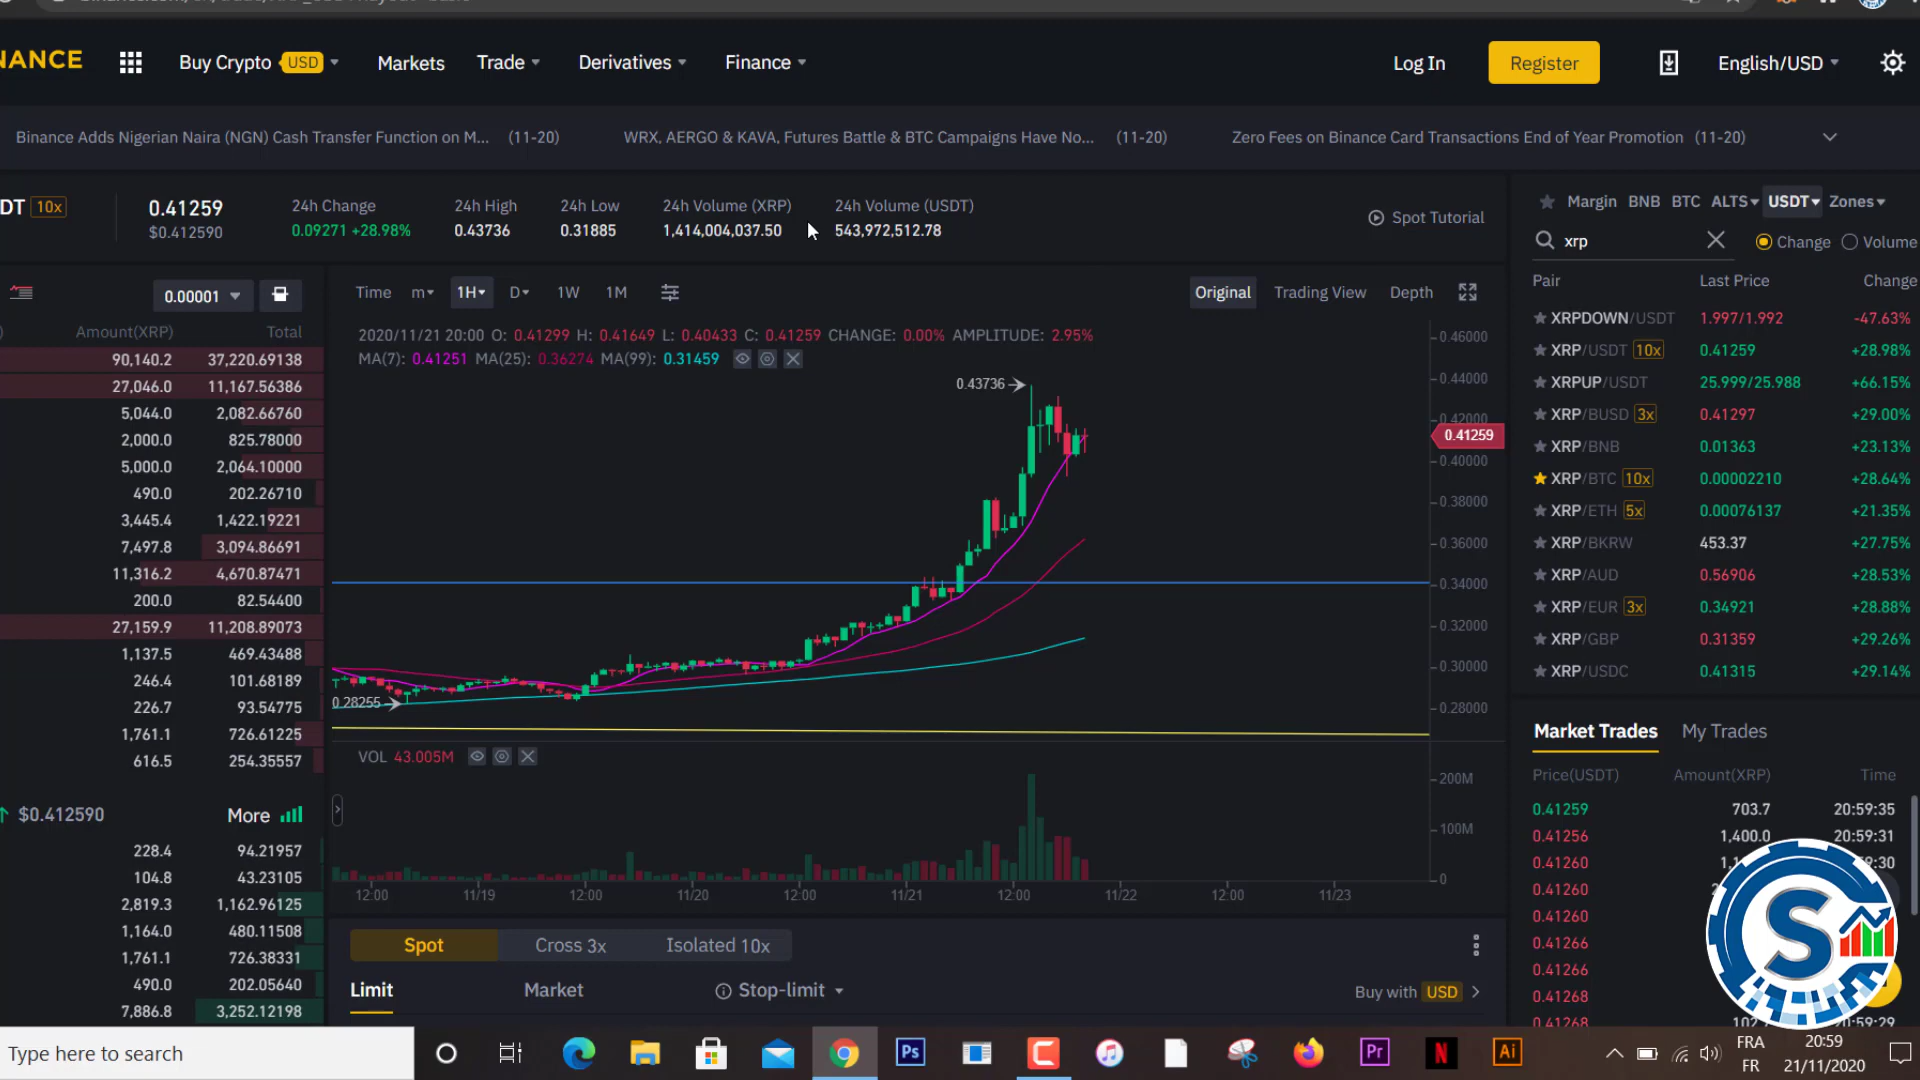 NANCE
Buy Crypto USD
Markets
Trade
Derivatives
Finance
Log In
Register
English/USD
Binance Adds Nigerian Naira (NGN) Cash Transfer Function on M... (11-20)
WRX, AERGO & KAVA, Futures Battle & BTC Campaigns Have No... (11-20)
Zero Fees on Binance Card Transactions End of Year Promotion (11-20)
DT 10x
0.41259
$0.412590
24h Change
0.09271 +28.98%
24h High
0.43736
24h Low
0.31885
24h Volume (XRP)
1,414,004,037.50
24h Volume (USDT)
543,972,512.78
Spot Tutorial
0.00001
Amount(XRP) Total
90,140.2 37,220.69138
27,046.0 11,167.56386
5,044.0 2,082.66760
2,000.0 825.78000
5,000.0 2,064.10000
490.0 202.26710
3,445.4 1,422.19221
7,497.8 3,094.86691
11,316.2 4,670.87471
200.0 82.54400
27,159.9 11,208.89073
1,137.5 469.43488
246.4 101.68189
226.7 93.54775
1,761.1 726.61225
616.5 254.35557
$0.412590 More
228.4 94.21957
104.8 43.23105
2,819.3 1,162.96125
1,164.0 480.11508
1,761.1 726.38331
490.0 202.05640
7,886.8 3,252.12198
Time m 1H D 1W 1M
Original Trading View Depth
2020/11/21 20:00 O: 0.41299 H: 0.41649 L: 0.40433 C: 0.41259 CHANGE: 0.00% AMPLITUDE: 2.95%
MA(7): 0.41251 MA(25): 0.36274 MA(99): 0.31459
0.43736
0.28255
0.46000
0.44000
0.42000
0.41259
0.40000
0.38000
0.36000
0.34000
0.32000
0.30000
0.28000
VOL 43.005M
200M
100M
0
12:00 11/19 12:00 11/20 12:00 11/21 12:00 11/22 12:00 11/23
Spot Cross 3x Isolated 10x
Limit Market Stop-limit
Buy with USD
Margin BNB BTC ALTS USDT Zones
xrp
Change Volume
Pair Last Price Change
XRPDOWN/USDT 1.997/1.992 -47.63%
XRP/USDT 10x 0.41259 +28.98%
XRPUP/USDT 25.999/25.988 +66.15%
XRP/BUSD 3x 0.41297 +29.00%
XRP/BNB 0.01363 +23.13%
XRP/BTC 10x 0.00002210 +28.64%
XRP/ETH 5x 0.00076137 +21.35%
XRP/BKRW 453.37 +27.75%
XRP/AUD 0.56906 +28.53%
XRP/EUR 3x 0.34921 +28.88%
XRP/GBP 0.31359 +29.26%
XRP/USDC 0.41315 +29.14%
Market Trades My Trades
Price(USDT) Amount(XRP) Time
0.41259 703.7 20:59:35
0.41256 1,400.0 20:59:31
0.41260
0.41260
0.41260
0.41266
0.41266
0.41268
0.41268
S
Type here to search
Ps
Pr
N
Ai
FRA
FR
20:59
21/11/2020